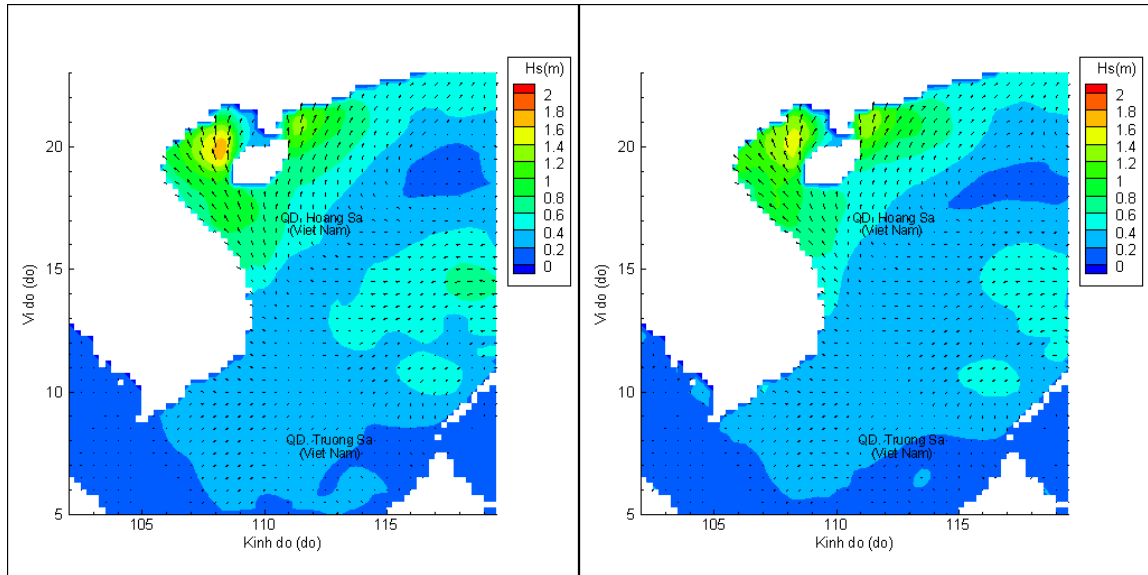 Hs(m)
2
1.8
1.6
1.4
1.2
1
0.8
0.6
0.4
0.2
0
20
15
10
5
Vi do (do)
QD. Hoang Sa
(Viet Nam)
QD. Truong Sa
(Viet Nam)
105
110
115
Kinh do (do)
Hs(m)
2
1.8
1.6
1.4
1.2
1
0.8
0.6
0.4
0.2
0
20
15
10
5
Vi do (do)
QD. Hoang Sa
(Viet Nam)
QD. Truong Sa
(Viet Nam)
105
110
115
Kinh do (do)